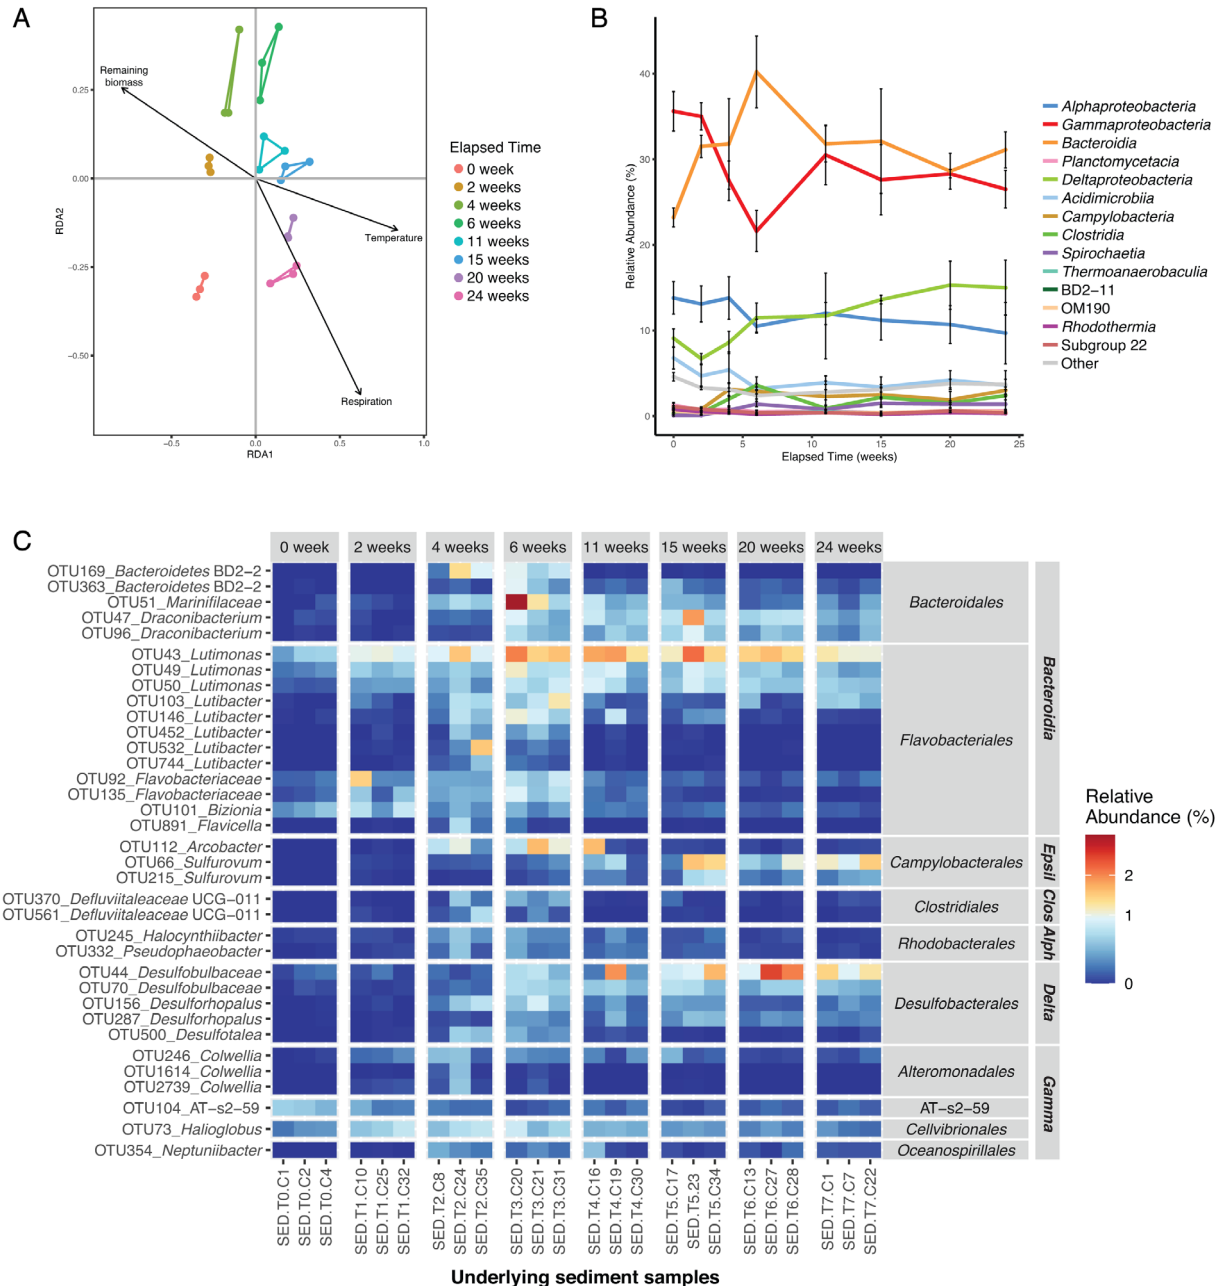 A
Remaining
biomass
Temperature
Respiration
0.25
0.00
−0.25
−0.50
−0.5
0.0
0.5
1.0
RDA2
RDA1
Elapsed Time
0 week
2 weeks
4 weeks
6 weeks
11 weeks
15 weeks
20 weeks
24 weeks
B
40
30
20
10
0
0
5
10
15
20
25
Relative Abundance (%)
Elapsed Time (weeks)
Alphaproteobacteria
Gammaproteobacteria
Bacteroidia
Planctomycetacia
Deltaproteobacteria
Acidimicrobiia
Campylobacteria
Clostridia
Spirochaetia
Thermoanaerobaculia
BD2−11
OM190
Rhodothermia
Subgroup 22
Other
C
0 week
2 weeks
4 weeks
6 weeks
11 weeks
15 weeks
20 weeks
24 weeks
OTU169_Bacteroidetes BD2−2
OTU363_Bacteroidetes BD2−2
OTU51_Marinifilaceae
OTU47_Draconibacterium
OTU96_Draconibacterium
OTU43_Lutimonas
OTU49_Lutimonas
OTU50_Lutimonas
OTU103_Lutibacter
OTU146_Lutibacter
OTU452_Lutibacter
OTU532_Lutibacter
OTU744_Lutibacter
OTU92_Flavobacteriaceae
OTU135_Flavobacteriaceae
OTU101_Bizionia
OTU891_Flavicella
OTU112_Arcobacter
OTU66_Sulfurovum
OTU215_Sulfurovum
OTU370_Defluviitaleaceae UCG−011
OTU561_Defluviitaleaceae UCG−011
OTU245_Halocynthiibacter
OTU332_Pseudophaeobacter
OTU44_Desulfobulbaceae
OTU70_Desulfobulbaceae
OTU156_Desulforhopalus
OTU287_Desulforhopalus
OTU500_Desulfotalea
OTU246_Colwellia
OTU1614_Colwellia
OTU2739_Colwellia
OTU104_AT−s2−59
OTU73_Halioglobus
OTU354_Neptuniibacter
Bacteroidales
Flavobacteriales
Campylobacterales
Clostridiales
Rhodobacterales
Desulfobacterales
Alteromonadales
AT−s2−59
Cellvibrionales
Oceanospirillales
Bacteroidia
Epsil
Clos
Alph
Delta
Gamma
Relative
Abundance (%)
2
1
0
SED.T0.C1
SED.T0.C2
SED.T0.C4
SED.T1.C10
SED.T1.C25
SED.T1.C32
SED.T2.C8
SED.T2.C24
SED.T2.C35
SED.T3.C20
SED.T3.C21
SED.T3.C31
SED.T4.C16
SED.T4.C19
SED.T4.C30
SED.T5.C17
SED.T5.23
SED.T5.C34
SED.T6.C13
SED.T6.C27
SED.T6.C28
SED.T7.C1
SED.T7.C7
SED.T7.C22
Underlying sediment samples